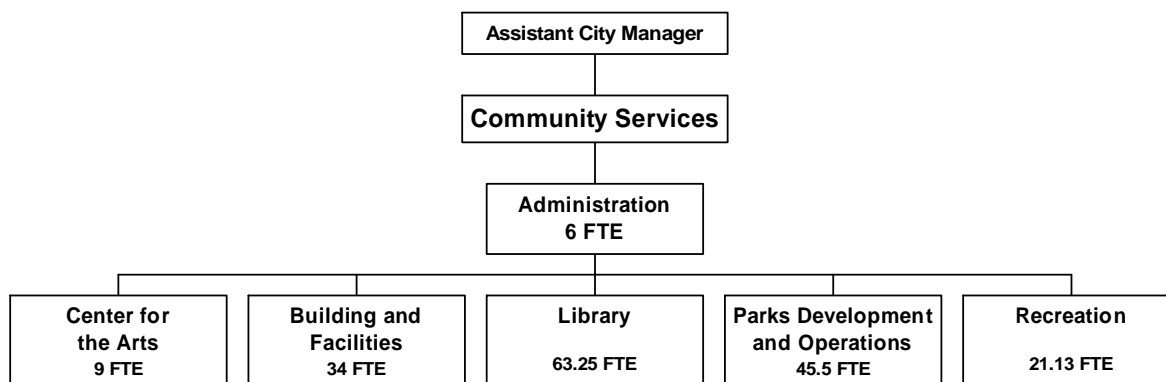 Assistant City Manager
Community Services
Administration
6 FTE
Center for
the Arts
9 FTE
Building and
Facilities
34 FTE
Library
63.25 FTE
Parks Development
and Operations
45.5 FTE
Recreation
21.13 FTE